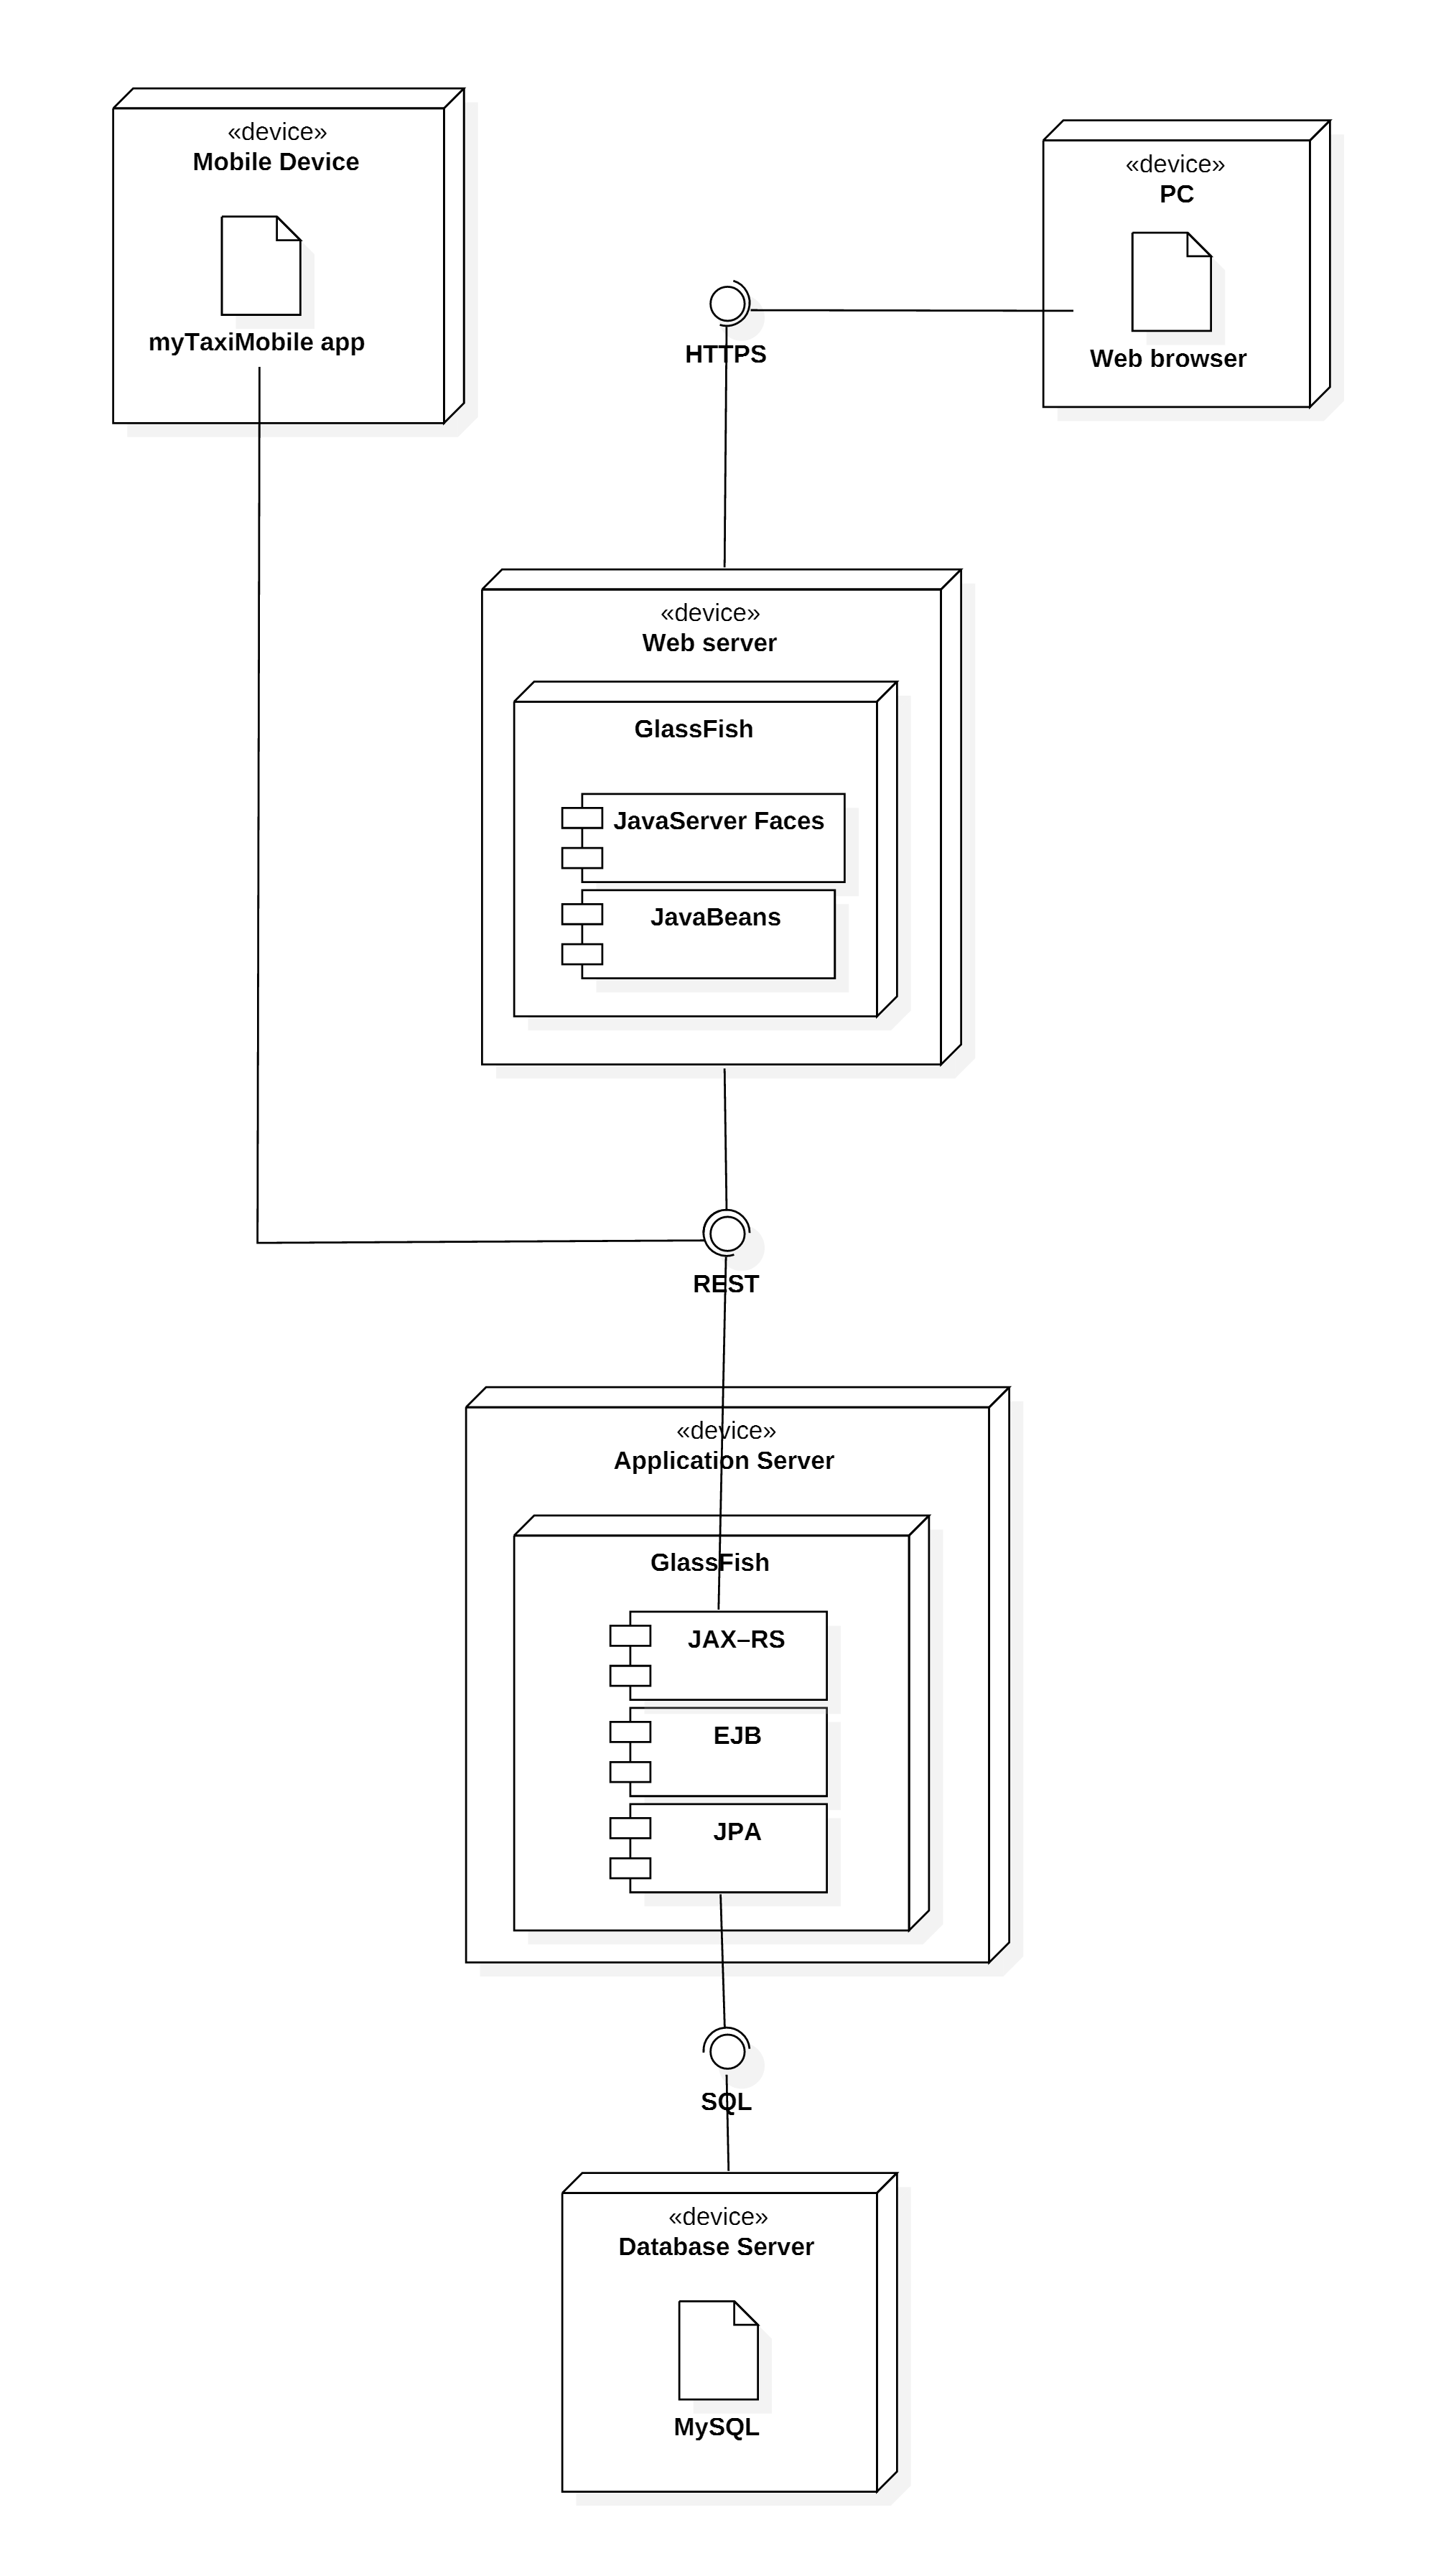 «device»
Mobile Device
myTaxiMobile app
«device»
PC
Web browser
HTTPS
«device»
Web server
GlassFish
JavaServer Faces
JavaBeans
REST
«device»
Application Server
GlassFish
JAX–RS
EJB
JPA
SQL
«device»
Database Server
MySQL